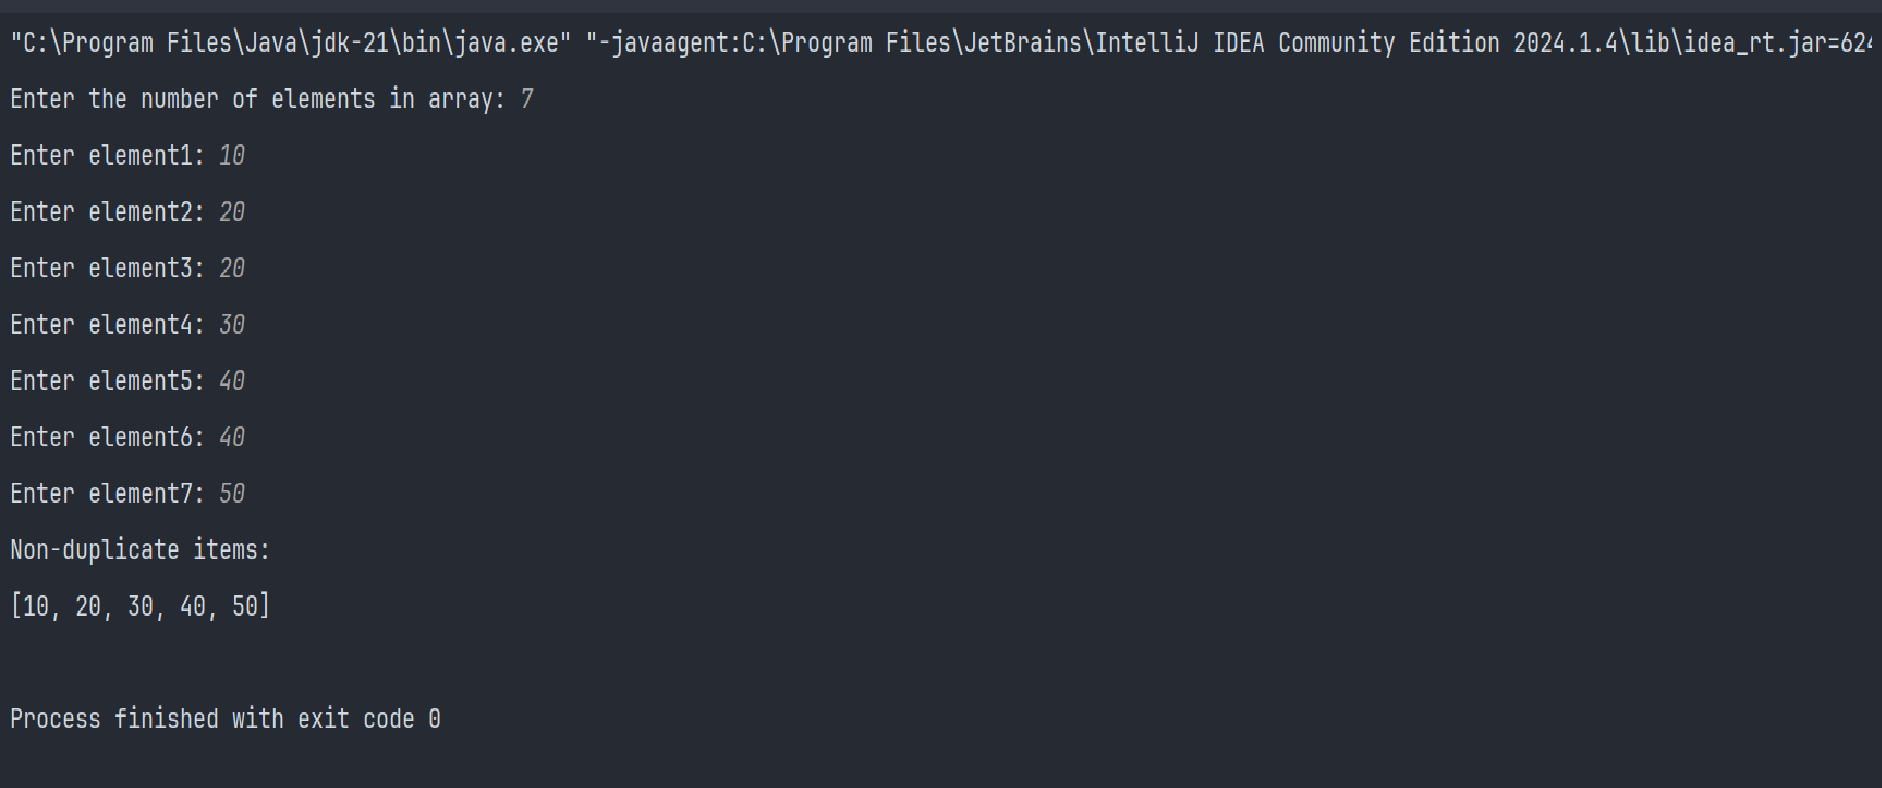 "C:\Program Files\Java\jdk-21\bin\java.exe" "-javaagent:C:\Program Files\JetBrains\IntelliJ IDEA Community Edition 2024.1.4\lib\idea_rt.jar=624
Enter the number of elements in array: 7
Enter element1: 10
Enter element2: 20
Enter element3: 20
Enter element4: 30
Enter element5: 40
Enter element6: 40
Enter element7: 50
Non-duplicate items:
[10, 20, 30, 40, 50]
Process finished with exit code 0